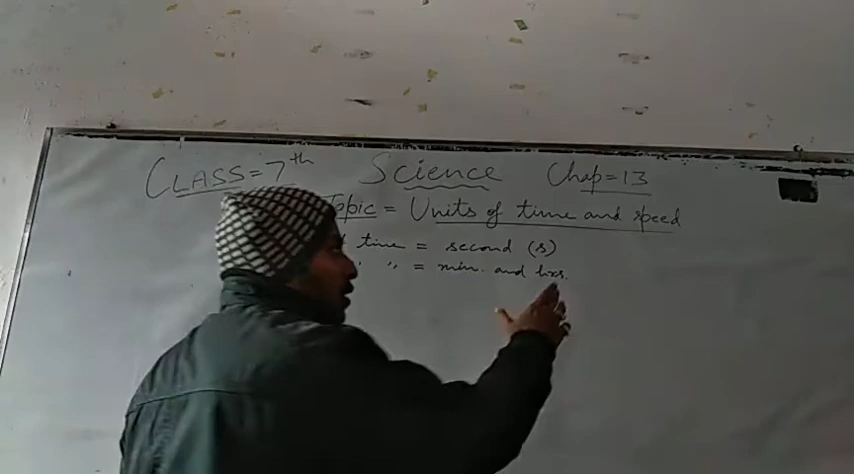 CLASS=7th Science Chap=13
Topic = Units of time and speed
time = second (s)
" " = min. and hrs.